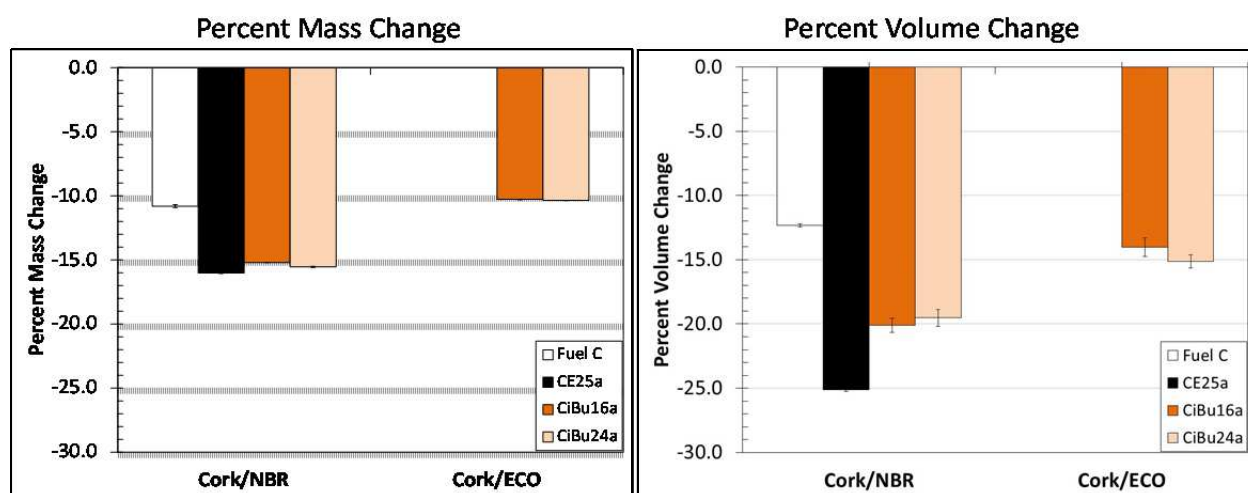 Percent Mass Change
Percent Mass Change
0.0
-5.0
-10.0
-15.0
-20.0
-25.0
-30.0
Fuel C
CE25a
CiBu16a
CiBu24a
Cork/NBR
Cork/ECO
Percent Volume Change
Percent Volume Change
0.0
-5.0
-10.0
-15.0
-20.0
-25.0
-30.0
Fuel C
CE25a
CiBu16a
CiBu24a
Cork/NBR
Cork/ECO